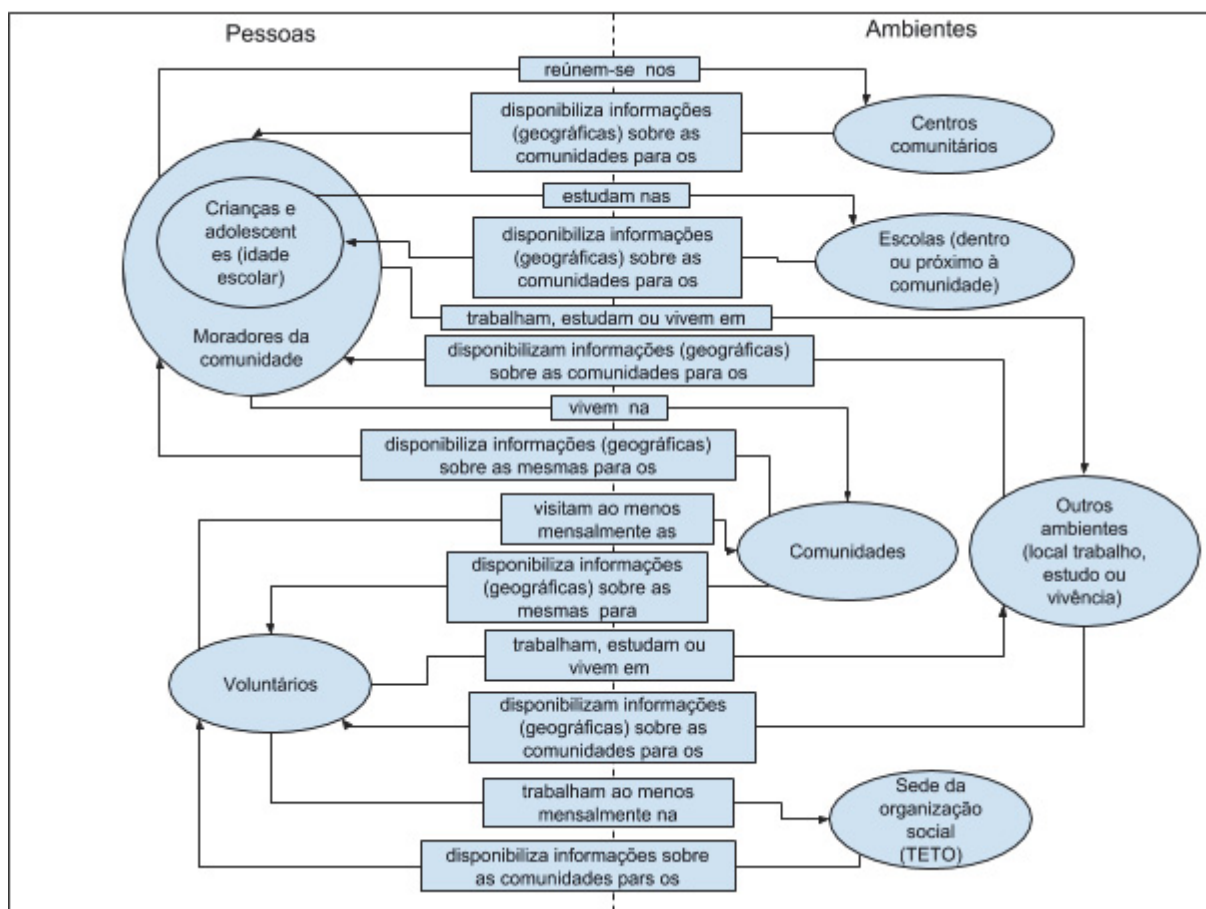 Pessoas
Ambientes
reúnem-se nos
disponibiliza informações
(geográficas) sobre as
comunidades para os
Centros
comunitários
estudam nas
Crianças e
adolescent
es (idade
escolar)
disponibiliza informações
(geográficas) sobre as
comunidades para os
Escolas (dentro
ou próximo à
comunidade)
trabalham, estudam ou vivem em
Moradores da
comunidade
disponibilizam informações (geográficas)
sobre as comunidades para os
vivem na
disponibiliza informações (geográficas)
sobre as mesmas para os
visitam ao menos
mensalmente as
Comunidades
Outros
ambientes
(local trabalho,
estudo ou
vivência)
disponibiliza informações
(geográficas) sobre as
mesmas para
trabalham, estudam ou
vivem em
Voluntários
disponibilizam informações
(geográficas) sobre as
comunidades para os
trabalham ao menos
mensalmente na
Sede da
organização
social
(TETO)
disponibiliza informações sobre
as comunidades pars os